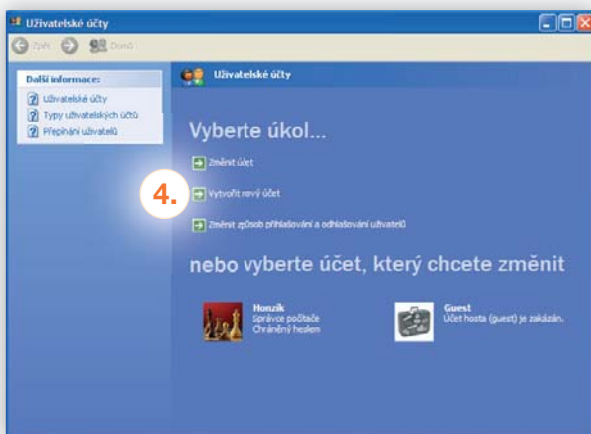 Uživatelské účty
Zpět
Domů
Další informace:
Uživatelské účty
Typy uživatelských účtů
Přepínání uživatelů
Uživatelské účty
Vyberte úkol...
Změnit účet
4.
Vytvořit nový účet
Změnit způsob přihlašování a odhlašování uživatelů
nebo vyberte účet, který chcete změnit
Honzík
Správce počítače
Chráněný heslem
Guest
Účet hosta (guest) je zakázán.